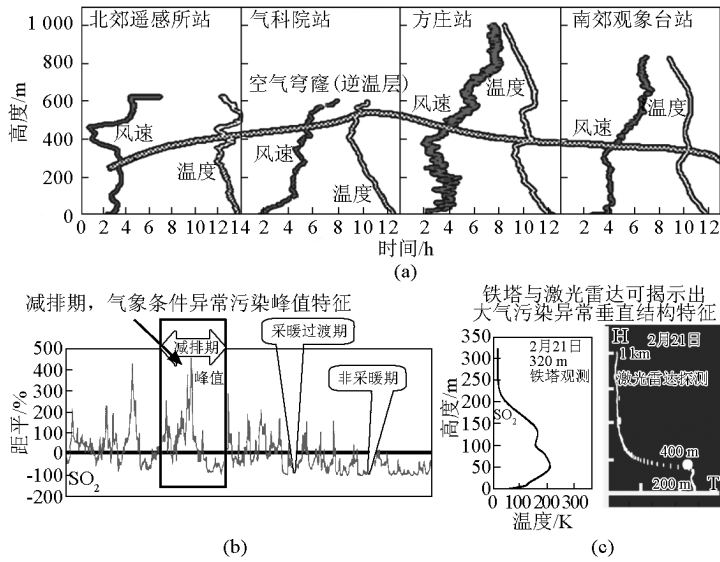 (a)
1 000
800
600
400
200
0
高度/m
北郊遥感所站
气科院站
方庄站
南郊观象台站
空气穹窿(逆温层)
风速
温度
风速
温度
风速
温度
风速
温度
0 2 4 6 8 10 12 14
0 2 4 6 8 10 12
0 2 4 6 8 10 12
0 2 4 6 8 10 12
时间/h
(a)
减排期，气象条件异常污染峰值特征
减排期
峰值
采暖过渡期
非采暖期
500
400
300
200
100
0
-100
-200
距平/%
SO2
(b)
铁塔与激光雷达可揭示出
大气污染异常垂直结构特征
350
300
250
200
150
100
50
0
高度/m
2月21日
320 m
铁塔观测
SO2
100 200 300
温度/K
H
2月21日
1 km
激光雷达探测
400 m
200 m
T
(c)